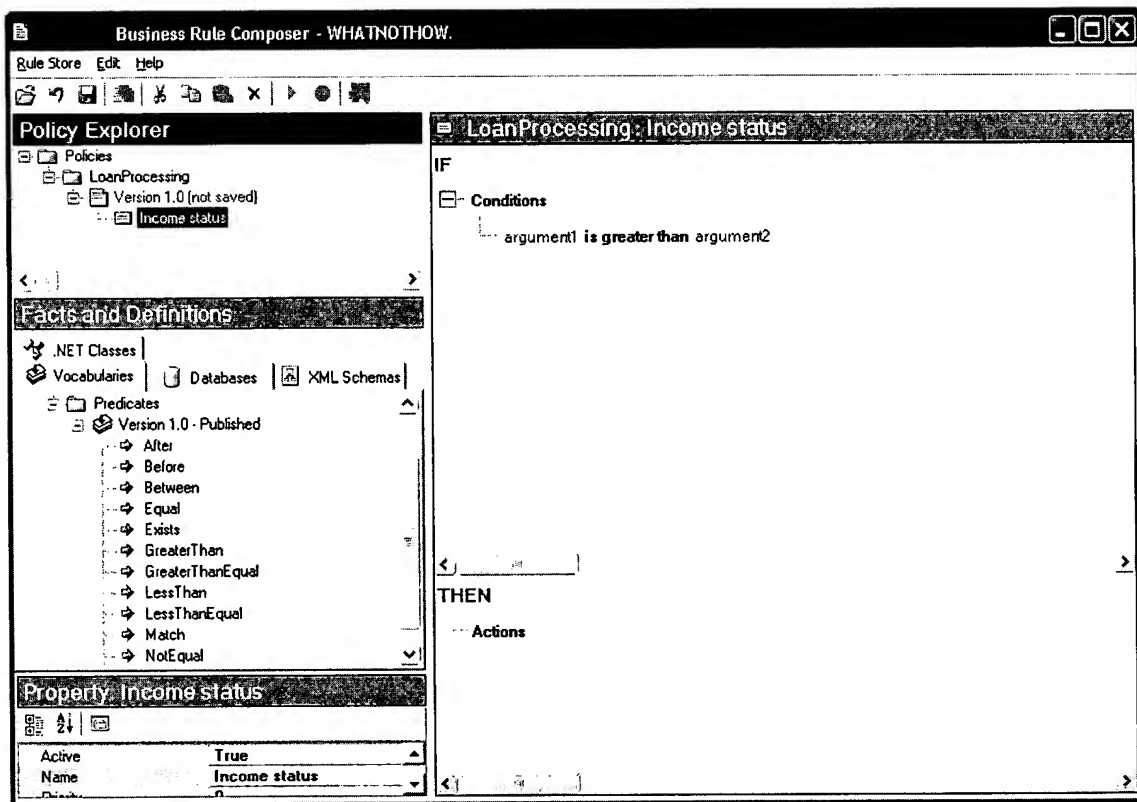 Business Rule Composer - WHATNOTHOW.
Rule Store Edit Help
Policy Explorer
Policies
LoanProcessing
Version 1.0 (not saved)
Income status
Facts and Definitions
.NET Classes
Vocabularies Databases XML Schemas
Predicates
Version 1.0 - Published
After
Before
Between
Equal
Exists
GreaterThan
GreaterThanEqual
LessThan
LessThanEqual
Match
NotEqual
Property: Income status
Active True
Name Income status
LoanProcessing : Income status
IF
Conditions
argument1 is greater than argument2
THEN
Actions